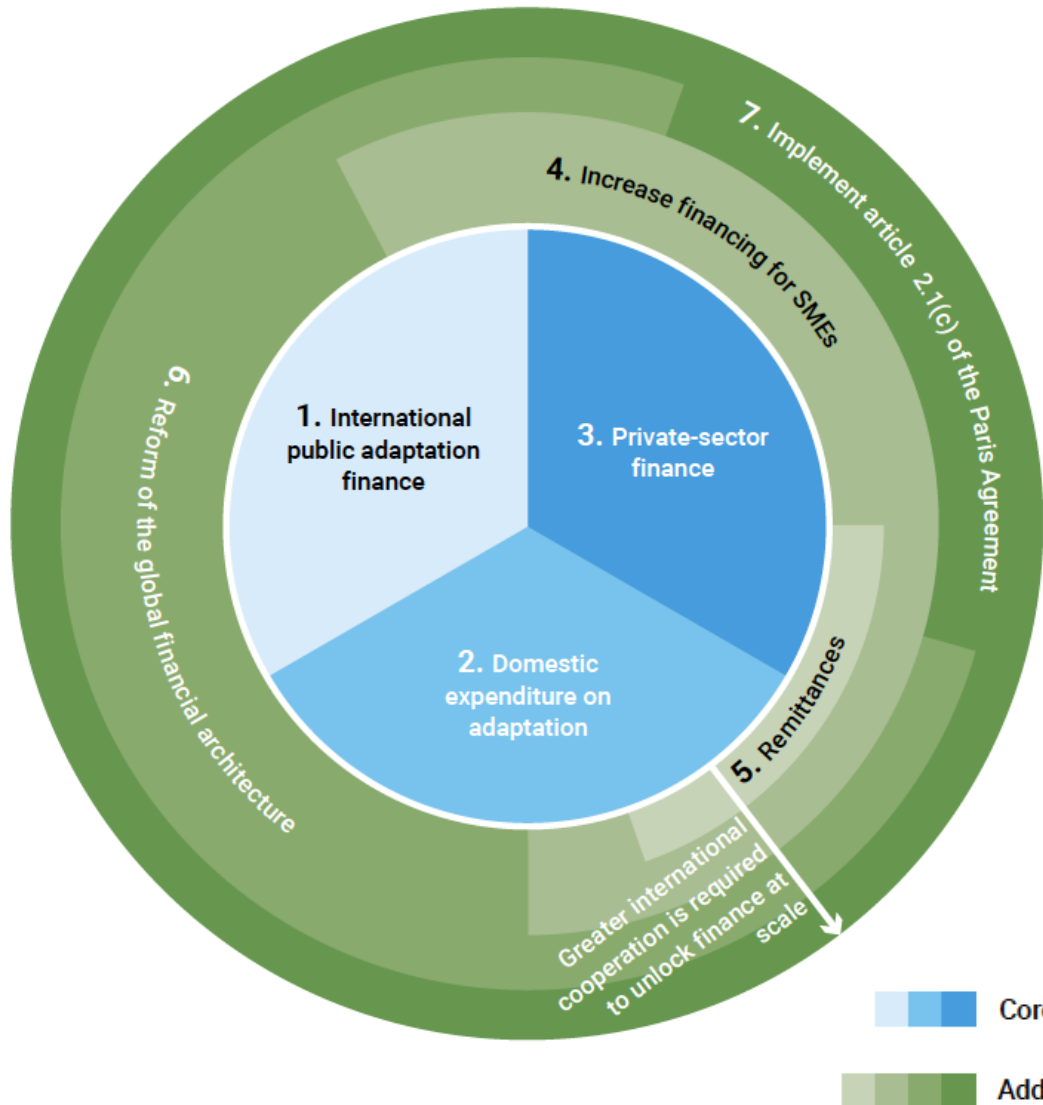 1. International
public adaptation
finance
2. Domestic
expenditure on
adaptation
3. Private-sector
finance
4. Increase financing for SMEs
5. Remittances
6. Reform of the global financial architecture
7. Implement article 2.1(c) of the Paris Agreement
Greater international
cooperation is required
to unlock finance at
scale